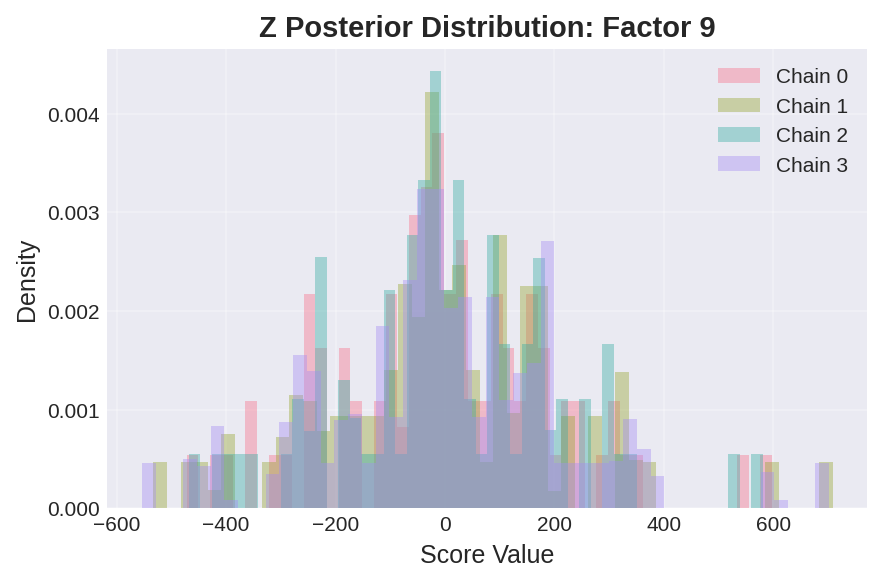 Z Posterior Distribution: Factor 9
Chain 0
Chain 1
Chain 2
Chain 3
Density
0.004
0.003
0.002
0.001
0.000
−600 −400 −200 0 200 400 600
Score Value